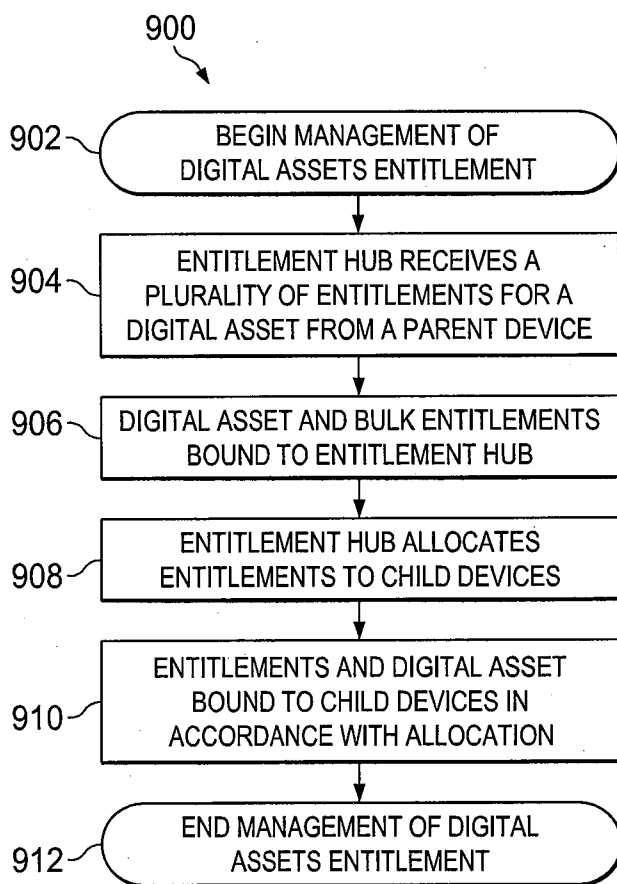 900
902
BEGIN MANAGEMENT OF
DIGITAL ASSETS ENTITLEMENT
904
ENTITLEMENT HUB RECEIVES A
PLURALITY OF ENTITLEMENTS FOR A
DIGITAL ASSET FROM A PARENT DEVICE
906
DIGITAL ASSET AND BULK ENTITLEMENTS
BOUND TO ENTITLEMENT HUB
908
ENTITLEMENT HUB ALLOCATES
ENTITLEMENTS TO CHILD DEVICES
910
ENTITLEMENTS AND DIGITAL ASSET
BOUND TO CHILD DEVICES IN
ACCORDANCE WITH ALLOCATION
912
END MANAGEMENT OF DIGITAL
ASSETS ENTITLEMENT